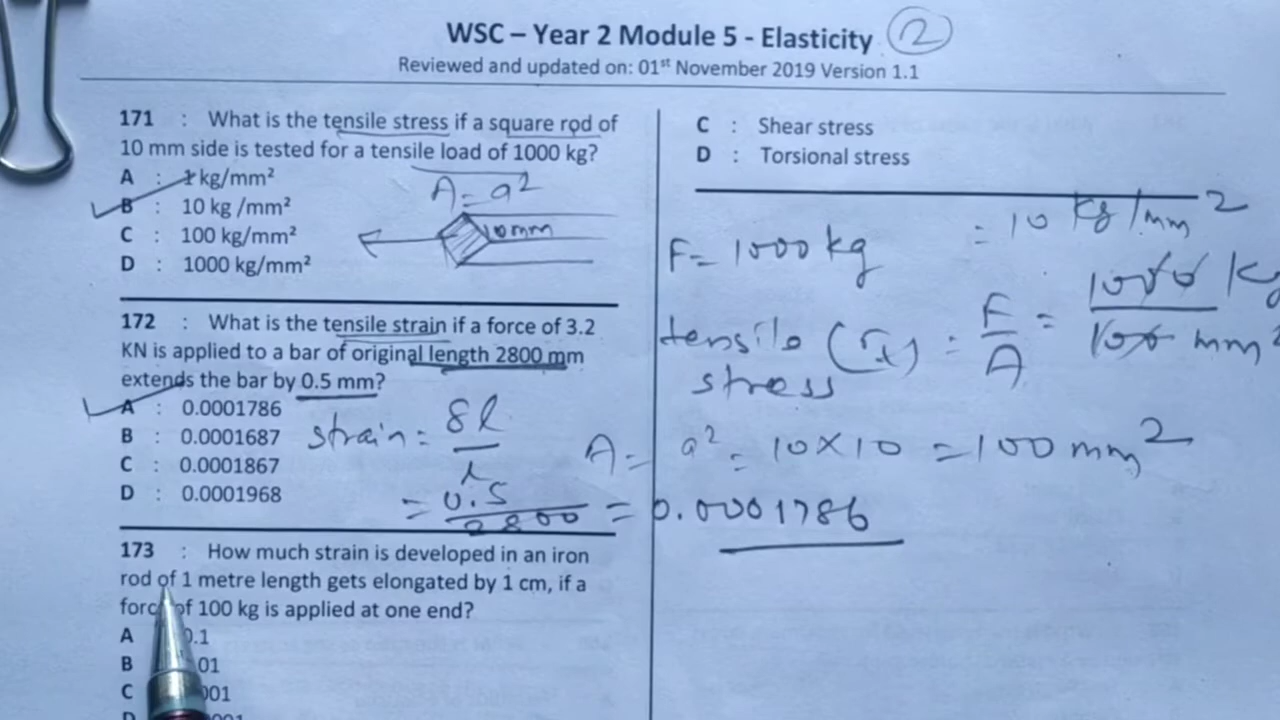 WSC – Year 2 Module 5 - Elasticity 2
Reviewed and updated on: 01st November 2019 Version 1.1
171 : What is the tensile stress if a square rod of
10 mm side is tested for a tensile load of 1000 kg?
A : 1 kg/mm²
B : 10 kg /mm²
C : 100 kg/mm²
D : 1000 kg/mm²
A = a²
10mm
172 : What is the tensile strain if a force of 3.2
KN is applied to a bar of original length 2800 mm
extends the bar by 0.5 mm?
A : 0.0001786
B : 0.0001687
C : 0.0001867
D : 0.0001968
strain = δl / l
= 0.5 / 2800 = 0.0001786
173 : How much strain is developed in an iron
rod of 1 metre length gets elongated by 1 cm, if a
of 100 kg is applied at one end?
A 0.1
B 01
C 001
D 001
C : Shear stress
D : Torsional stress
= 10 kg/mm²
F = 1000 kg
tensile stress = F / A = 1000 kg / 100 mm²
A = a² = 10 × 10 = 100 mm²